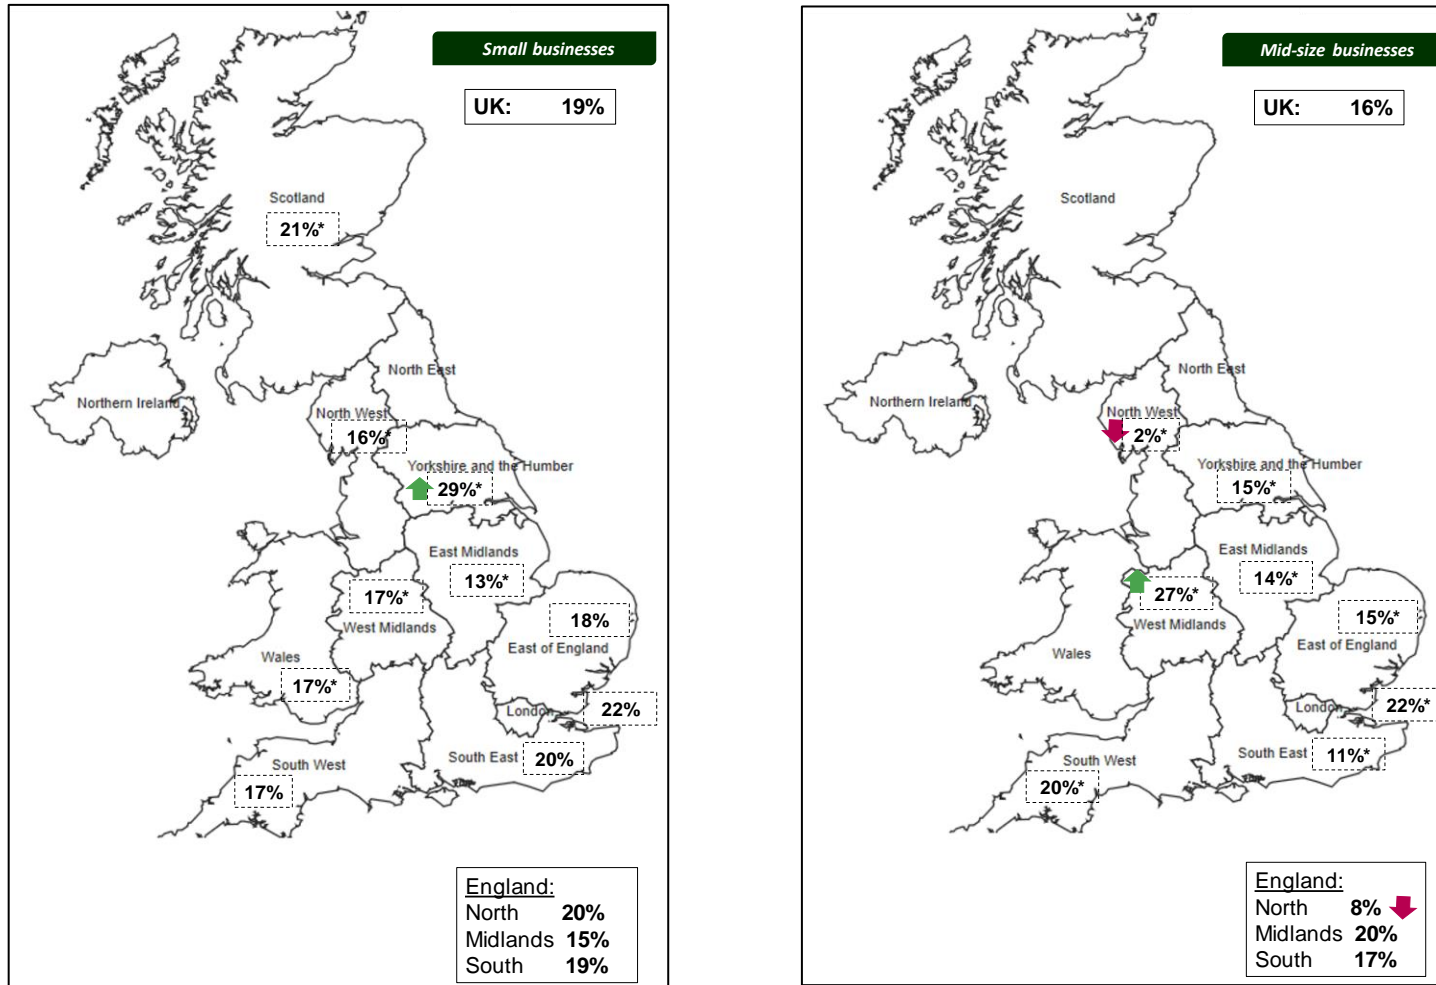 Small businesses
UK: 19%
Scotland
21%*
North East
Northern Ireland
North West
16%*
Yorkshire and the Humber
29%*
East Midlands
13%*
17%*
West Midlands
18%
East of England
Wales
17%*
London
22%
South East
20%
South West
17%
England:
North 20%
Midlands 15%
South 19%
Mid-size businesses
UK: 16%
Scotland
North East
Northern Ireland
North West
2%*
Yorkshire and the Humber
15%*
East Midlands
14%*
27%*
West Midlands
15%*
East of England
Wales
London
22%*
South East
11%*
South West
20%*
England:
North 8%
Midlands 20%
South 17%